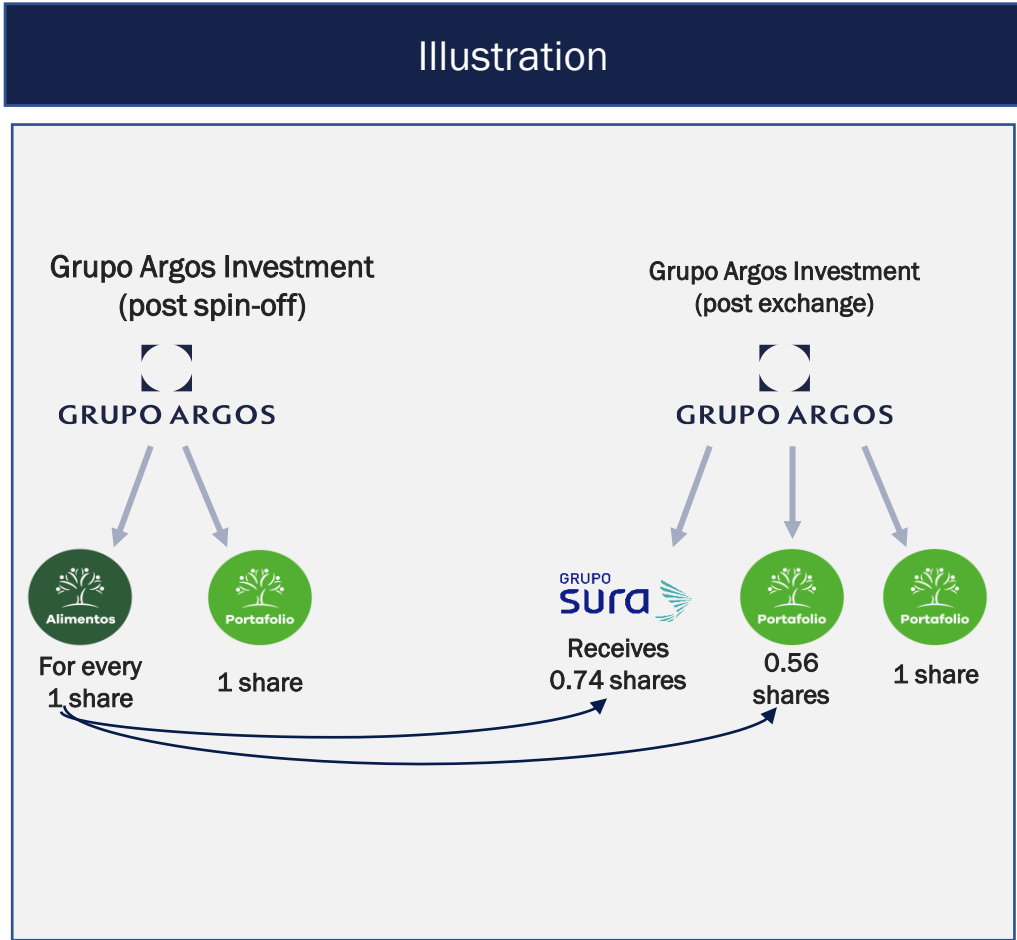 Illustration
Grupo Argos Investment
(post spin-off)
GRUPO ARGOS
Alimentos
For every
1 share
Portafolio
1 share
Grupo Argos Investment
(post exchange)
GRUPO ARGOS
GRUPO
sura
Receives
0.74 shares
Portafolio
0.56
shares
Portafolio
1 share